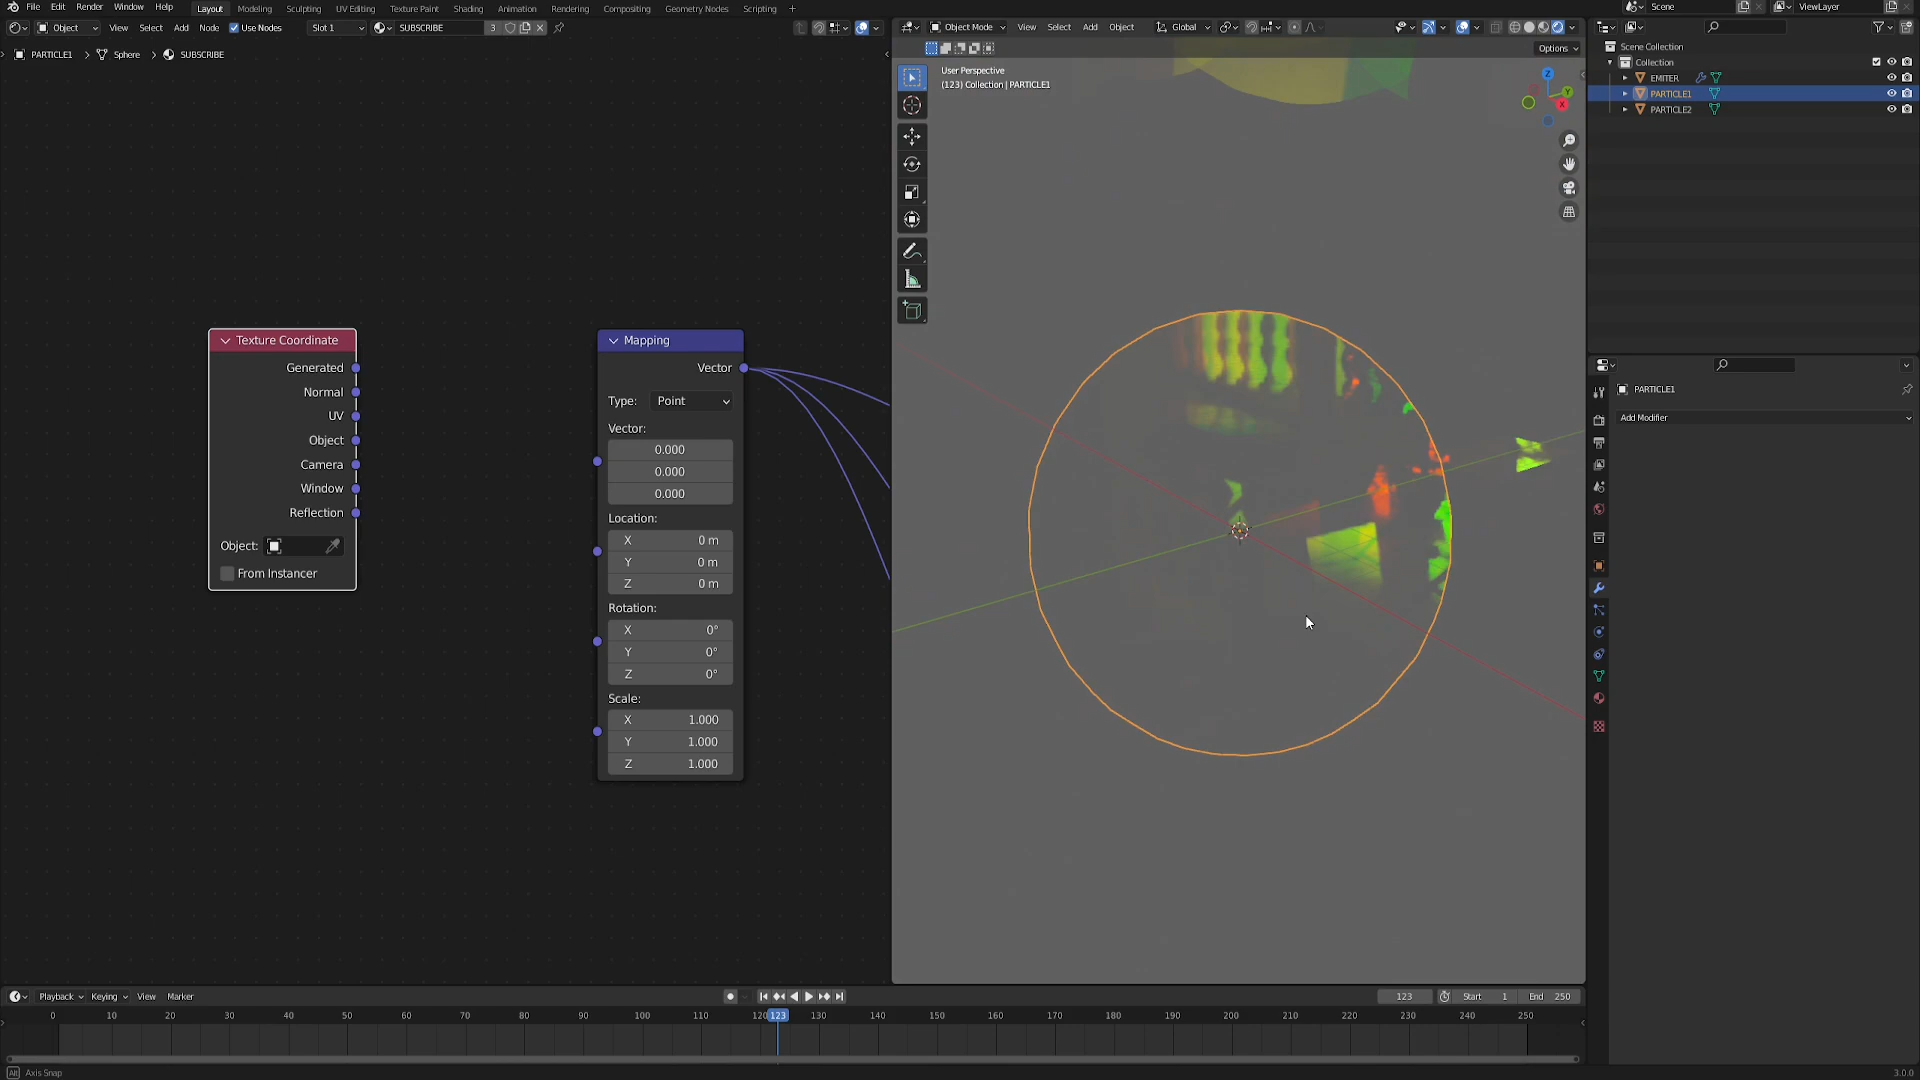 File Edit Render Window Help Layout Modeling Sculpting UV Editing Texture Paint Shading Animation Rendering Compositing Geometry Nodes Scripting + Scene ViewLayer
Object View Select Add Node Use Nodes Slot 1 SUBSCRIBE 3
Object Mode View Select Add Object Global
Options
PARTICLE1 > Sphere > SUBSCRIBE
User Perspective
(123) Collection | PARTICLE1
Z
Y
X
Scene Collection
Collection
EMITER
PARTICLE1
PARTICLE2
PARTICLE1
Add Modifier
Texture Coordinate
Generated
Normal
UV
Object
Camera
Window
Reflection
Object:
From Instancer
Mapping
Vector
Type: Point
Vector:
0.000
0.000
0.000
Location:
X 0 m
Y 0 m
Z 0 m
Rotation:
X 0°
Y 0°
Z 0°
Scale:
X 1.000
Y 1.000
Z 1.000
Playback Keying View Marker 123 Start 1 End 250
0 10 20 30 40 50 60 70 80 90 100 110 120 123 130 140 150 160 170 180 190 200 210 220 230 240 250
Alt Axis Snap 3.0.0